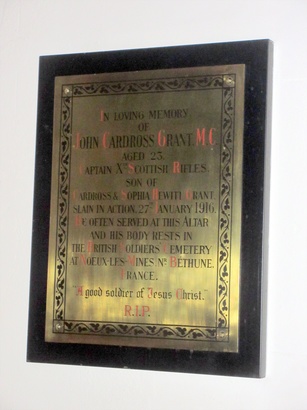 IN LOVING MEMORY
OF
JOHN CARDROSS GRANT, M.C.
AGED 23.
CAPTAIN XTH SCOTTISH RIFLES.
SON OF
CARDROSS & SOPHIA HEWITT GRANT.
SLAIN IN ACTION, 27TH JANUARY 1916.
HE OFTEN SERVED AT THIS ALTAR
AND HIS BODY RESTS IN
THE BRITISH SOLDIERS CEMETERY
AT NOEUX-LES-MINES NR BÉTHUNE.
FRANCE.
"A good soldier of Jesus Christ."
R.I.P.